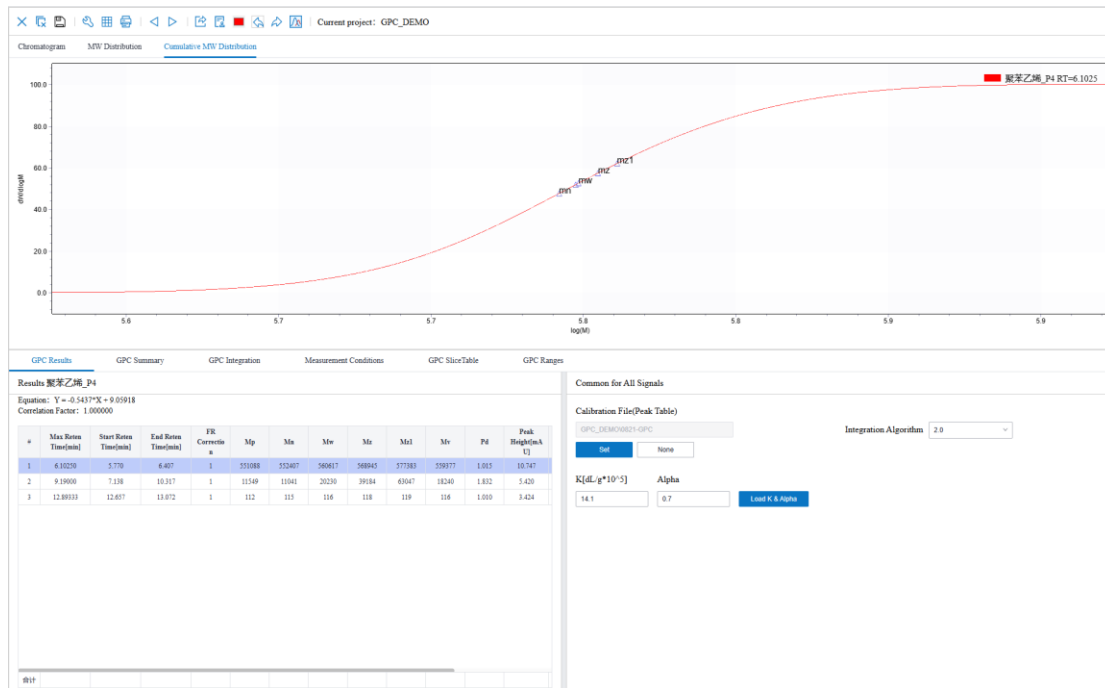 Current project: GPC_DEMO
Chromatogram MW Distribution Cumulative MW Distribution
聚苯乙烯_P4 RT=6.1025
100.0
80.0
60.0
40.0
20.0
0.0
dW/dlogM
mn
mw
mz
mz1
5.6 5.7 5.7 5.8 5.8 5.9 5.9
log(M)
GPC Results GPC Summary GPC Integration Measurement Conditions GPC SliceTable GPC Ranges
Results 聚苯乙烯_P4
Equation: Y = -0.5437*X + 9.05918
Correlation Factor: 1.000000
# Max Reten Time[min] Start Reten Time[min] End Reten Time[min] FR Correctio n Mp Mn Mw Mz Mz1 Mv Pd Peak Height[mA U]
1 6.10250 5.770 6.407 1 551088 552407 560617 568945 577383 559377 1.015 10.747
2 9.19000 7.138 10.317 1 11549 11041 20230 39184 63047 18240 1.832 5.420
3 12.89333 12.657 13.072 1 112 115 116 118 119 116 1.010 3.424
合计
Common for All Signals
Calibration File(Peak Table)
GPC_DEMO\0821-GPC
Integration Algorithm 2.0
Set None
K[dL/g*10^5] Alpha
14.1 0.7 Load K & Alpha